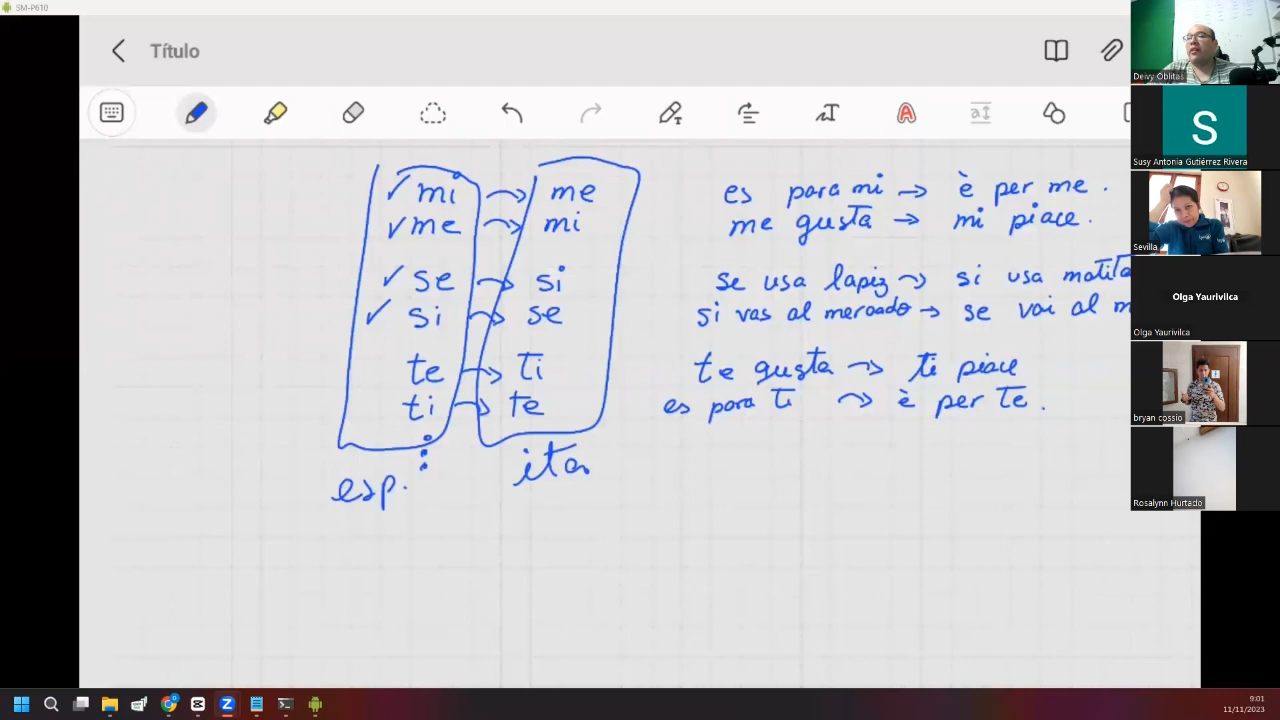 SM-P610
Título
mi → me
me → mi
se → si
si → se
te → ti
ti → te
esp.
ita
es para mi → è per me.
me gusta → mi piace.
se usa lapiz → si usa matita
si vas al mercado → se vai al m
te gusta → ti piace
es para ti → è per te.
Deivy Oblitas
S
Susy Antonia Gutiérrez Rivera
Sevilla
Olga Yaurivilca
Olga Yaurivilca
bryan cossio
Rosalynn Hurtado
9:01
11/11/2023